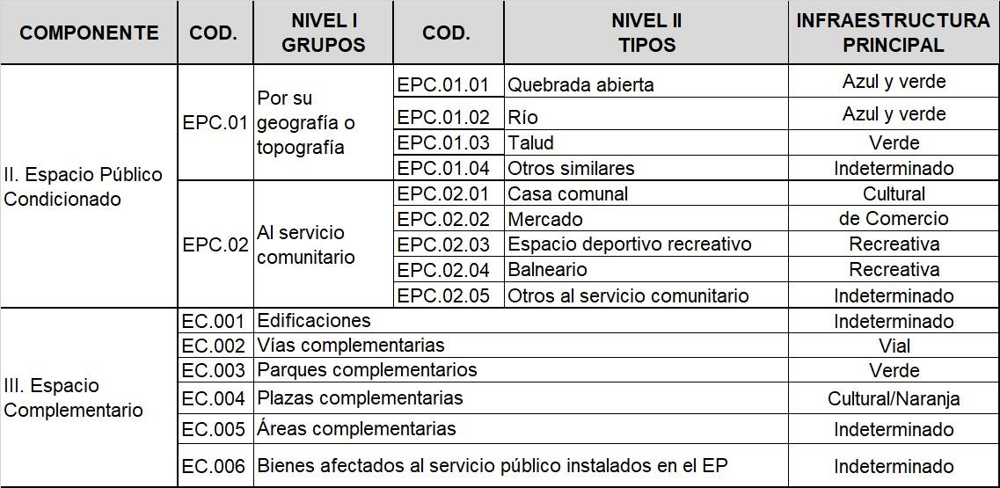 COMPONENTE COD. NIVEL I GRUPOS COD. NIVEL II TIPOS INFRAESTRUCTURA PRINCIPAL
II. Espacio Público Condicionado
EPC.01 Por su geografía o topografía
EPC.01.01 Quebrada abierta Azul y verde
EPC.01.02 Río Azul y verde
EPC.01.03 Talud Verde
EPC.01.04 Otros similares Indeterminado
EPC.02 Al servicio comunitario
EPC.02.01 Casa comunal Cultural
EPC.02.02 Mercado de Comercio
EPC.02.03 Espacio deportivo recreativo Recreativa
EPC.02.04 Balneario Recreativa
EPC.02.05 Otros al servicio comunitario Indeterminado
III. Espacio Complementario
EC.001 Edificaciones Indeterminado
EC.002 Vías complementarias Vial
EC.003 Parques complementarios Verde
EC.004 Plazas complementarias Cultural/Naranja
EC.005 Áreas complementarias Indeterminado
EC.006 Bienes afectados al servicio público instalados en el EP Indeterminado